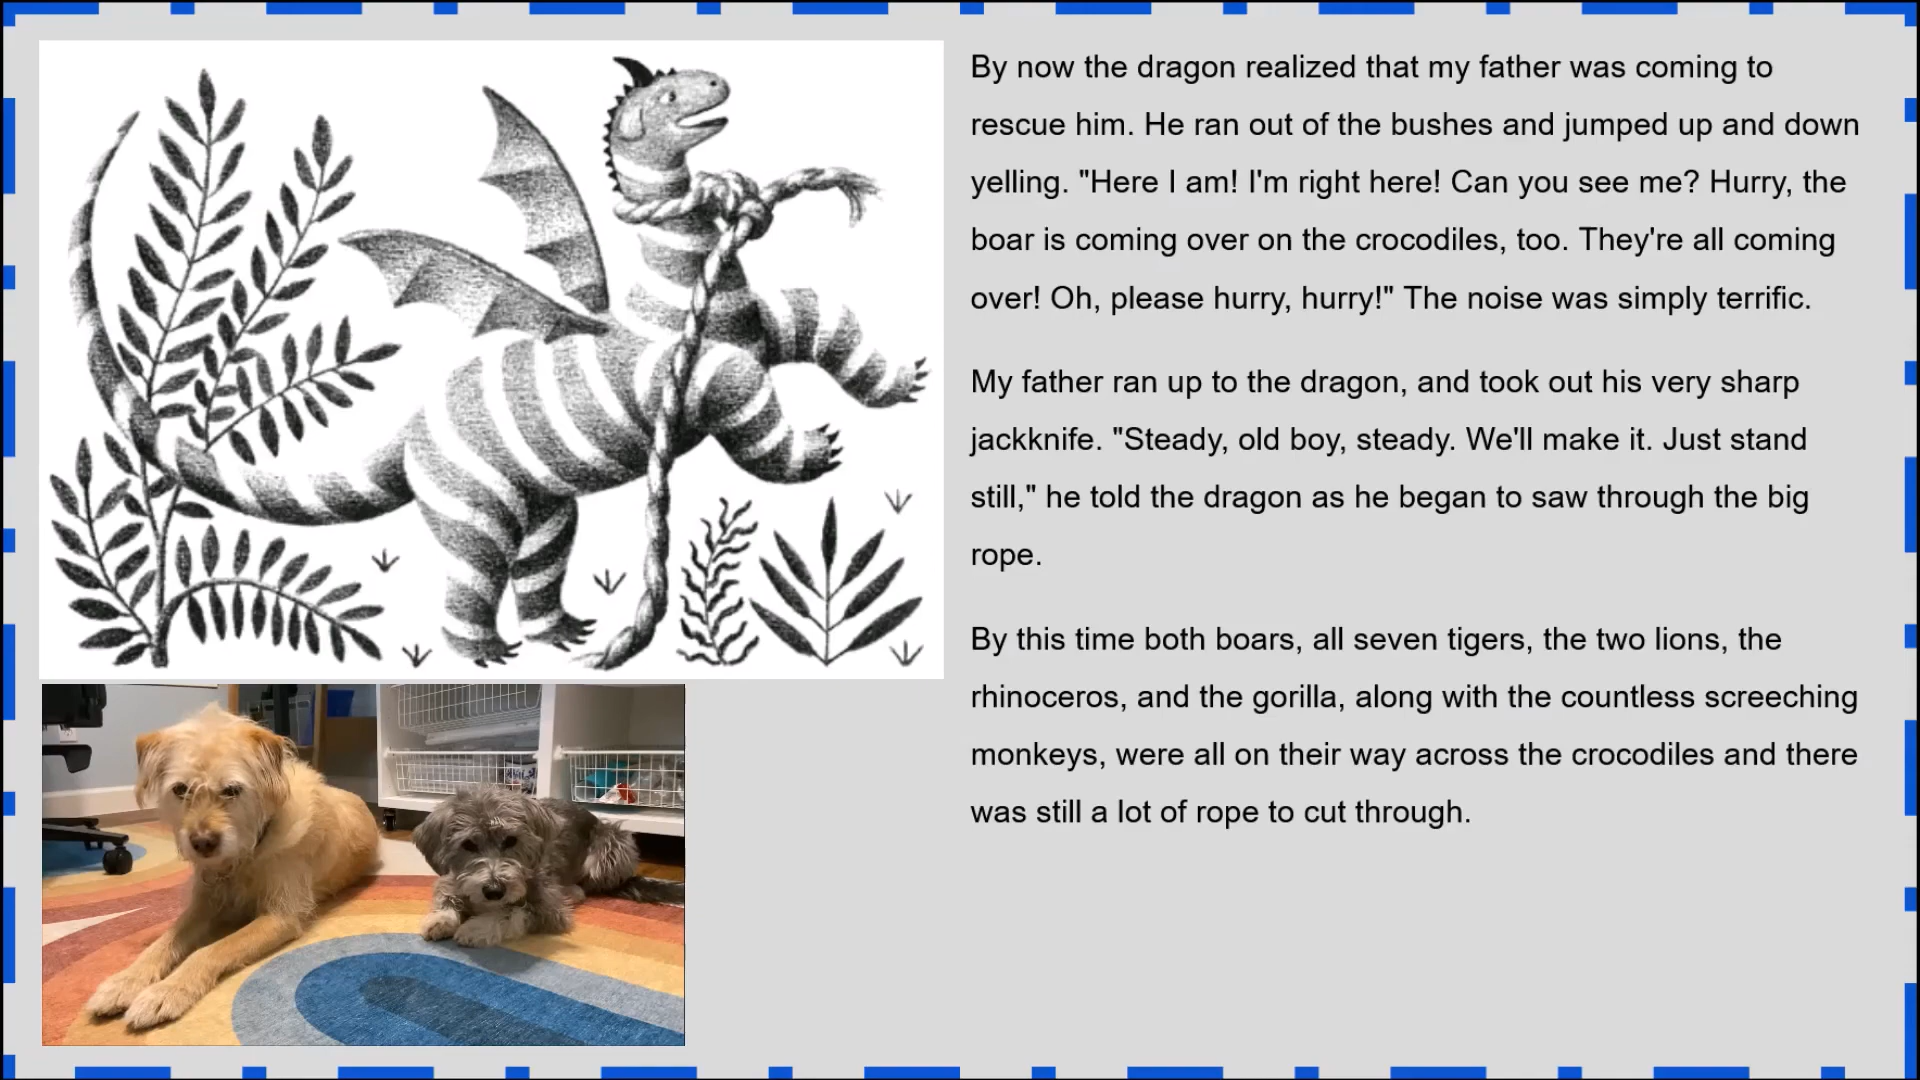 By now the dragon realized that my father was coming to
rescue him. He ran out of the bushes and jumped up and down
yelling. "Here I am! I'm right here! Can you see me? Hurry, the
boar is coming over on the crocodiles, too. They're all coming
over! Oh, please hurry, hurry!" The noise was simply terrific.
My father ran up to the dragon, and took out his very sharp
jackknife. "Steady, old boy, steady. We'll make it. Just stand
still," he told the dragon as he began to saw through the big
rope.
By this time both boars, all seven tigers, the two lions, the
rhinoceros, and the gorilla, along with the countless screeching
monkeys, were all on their way across the crocodiles and there
was still a lot of rope to cut through.